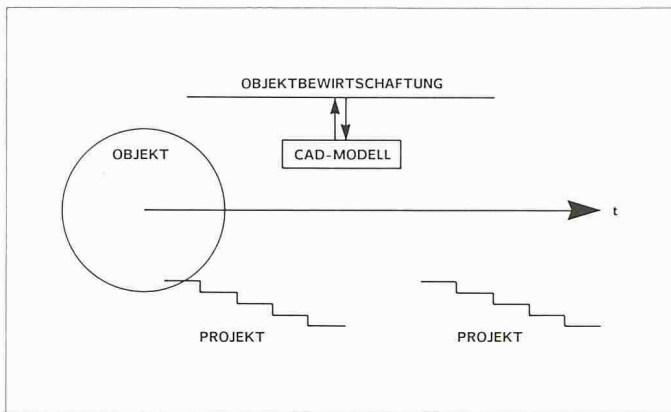 OBJEKTBEWIRTSCHAFTUNG
CAD-MODELL
OBJEKT
t
PROJEKT
PROJEKT